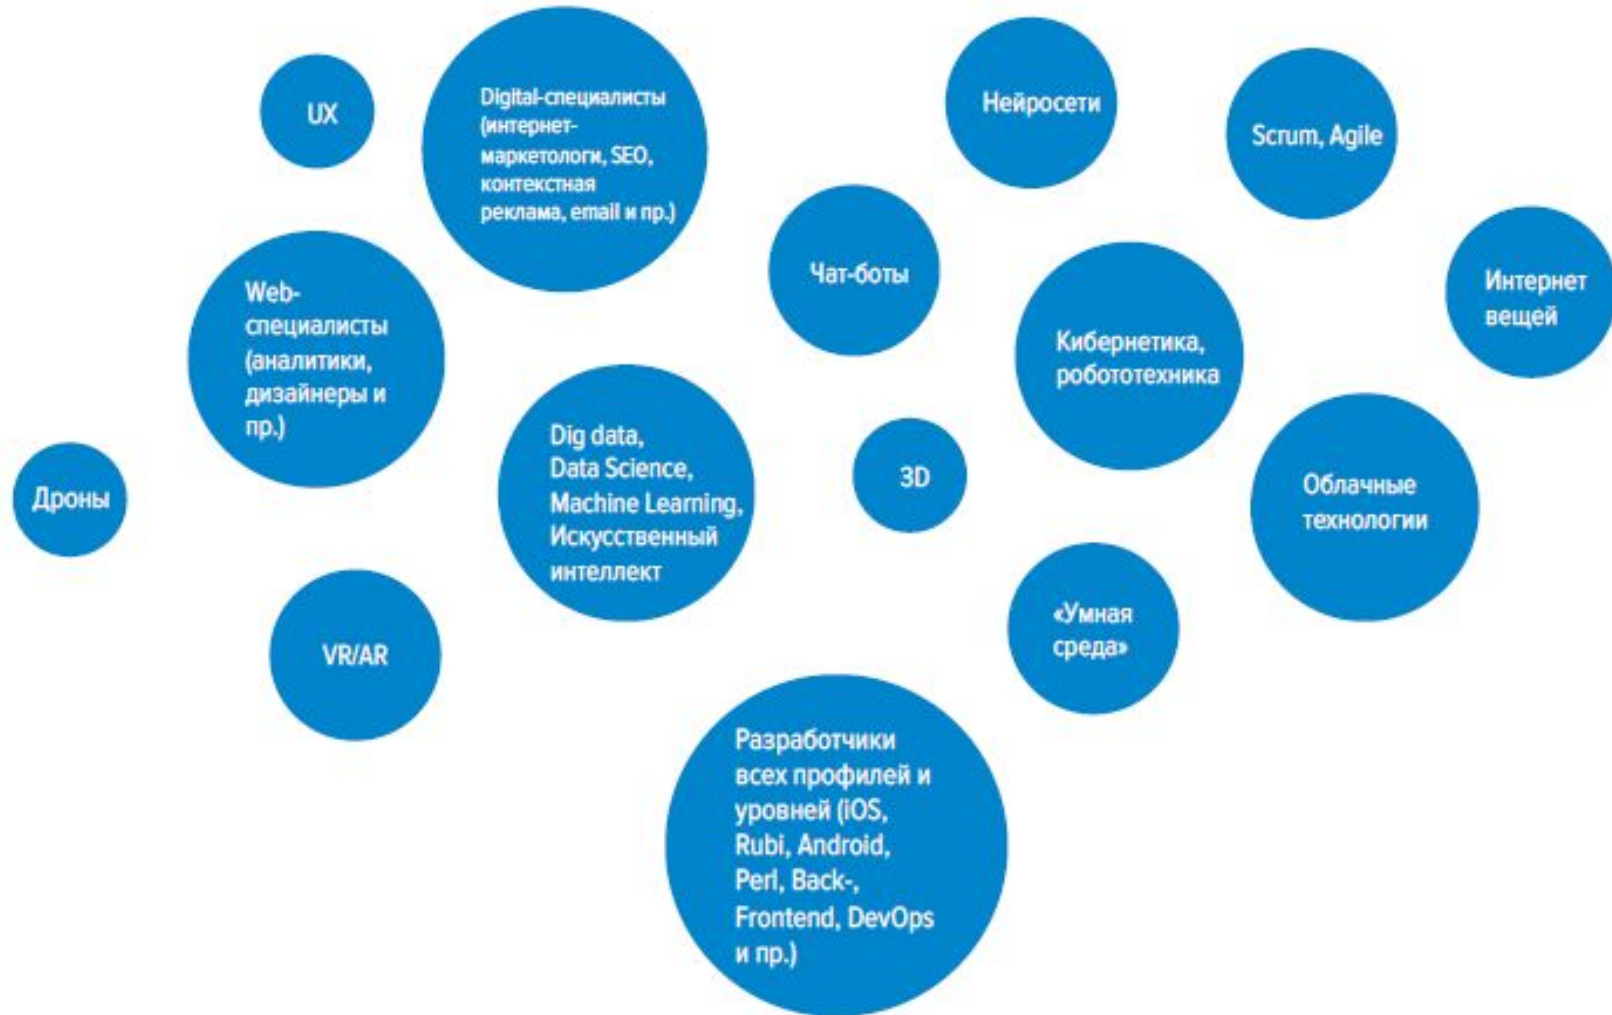 UX
Digital-специалисты
(интернет-
маркетологи, SEO,
контекстная
реклама, email и пр.)
Нейросети
Scrum, Agile
Чат-боты
Интернет
вещей
Web-
специалисты
(аналитики,
дизайнеры и
пр.)
Кибернетика,
робототехника
Dig data,
Data Science,
Machine Learning,
Искусственный
интеллект
3D
Облачные
технологии
Дроны
VR/AR
«Умная
среда»
Разработчики
всех профилей и
уровней (iOS,
Rubi, Android,
Perl, Back-,
Frontend, DevOps
и пр.)